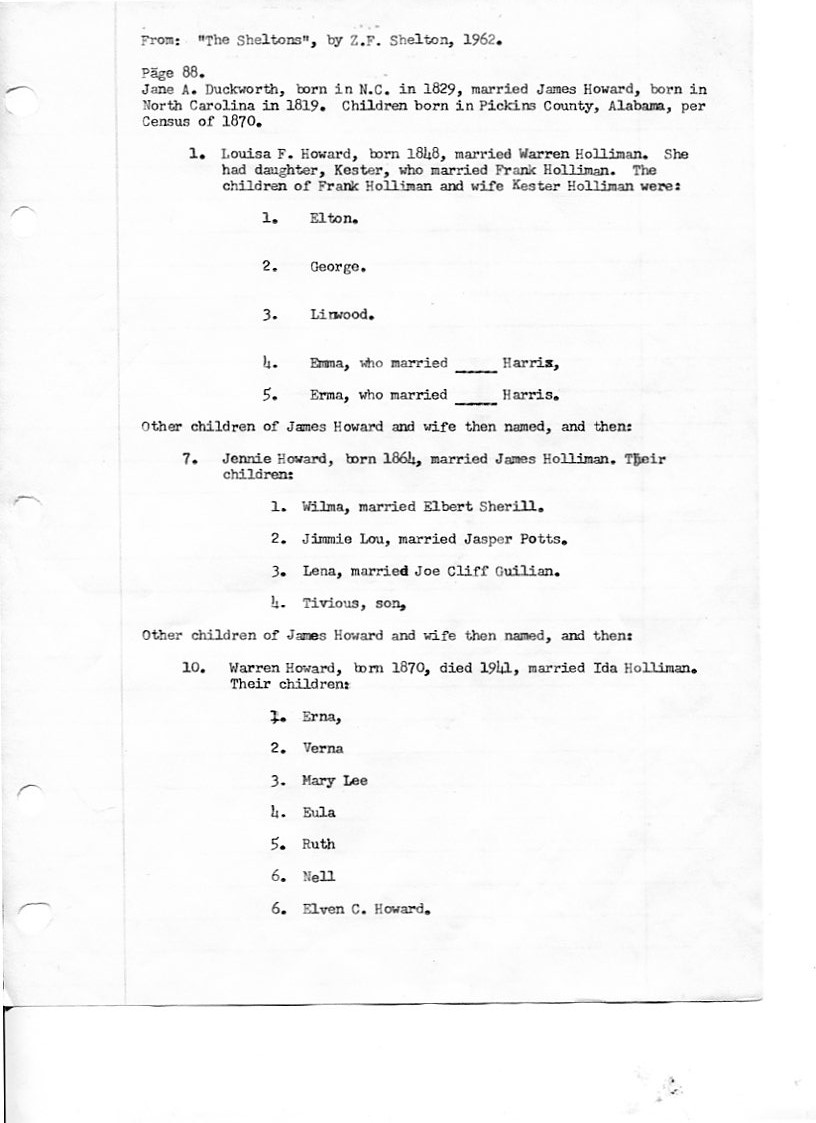 From: "The Sheltons", by Z.F. Shelton, 1962.
Page 88.
Jane A. Duckworth, born in N.C. in 1829, married James Howard, born in
North Carolina in 1819. Children born in Pickins County, Alabama, per
Census of 1870.
1. Louisa F. Howard, born 1848, married Warren Holliman. She
had daughter, Kester, who married Frank Holliman. The
children of Frank Holliman and wife Kester Holliman were:
1. Elton.
2. George.
3. Linwood.
4. Emma, who married _____ Harris,
5. Erma, who married _____ Harris.
Other children of James Howard and wife then named, and then:
7. Jennie Howard, born 1864, married James Holliman. Their
children:
1. Wilma, married Elbert Sherill.
2. Jimmie Lou, married Jasper Potts.
3. Lena, married Joe Cliff Guilian.
4. Tivious, son,
Other children of James Howard and wife then named, and then:
10. Warren Howard, born 1870, died 1941, married Ida Holliman.
Their children:
1. Erna,
2. Verna
3. Mary Lee
4. Eula
5. Ruth
6. Nell
6. Elven C. Howard.